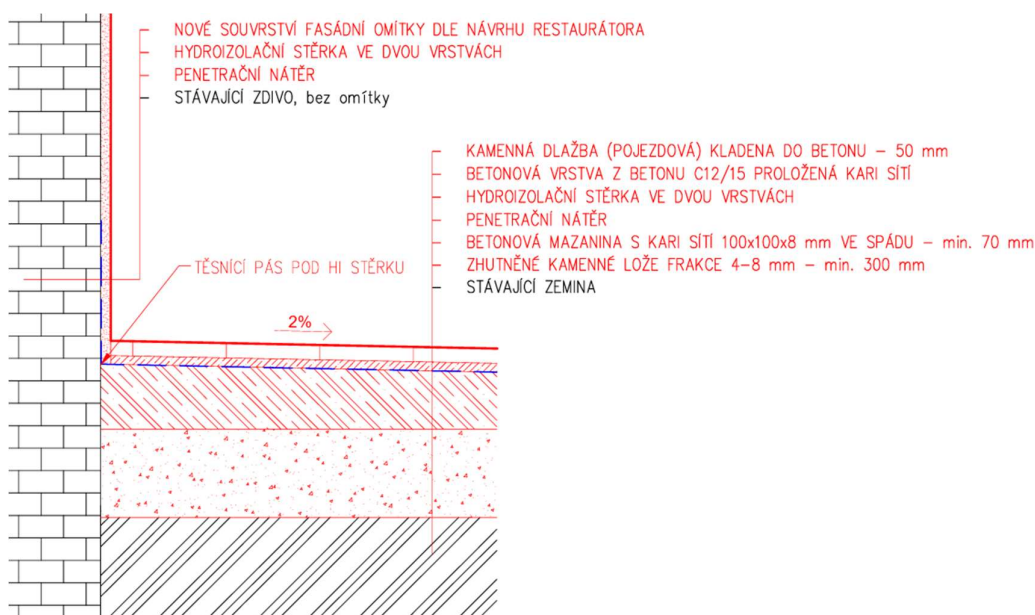 NOVÉ SOUVRSTVÍ FASÁDNÍ OMÍTKY DLE NÁVRHU RESTAURÁTORA
HYDROIZOLAČNÍ STĚRKA VE DVOU VRSTVÁCH
PENETRAČNÍ NÁTĚR
STÁVAJÍCÍ ZDIVO, bez omítky
KAMENNÁ DLAŽBA (POJEZDOVÁ) KLADENA DO BETONU – 50 mm
BETONOVÁ VRSTVA Z BETONU C12/15 PROLOŽENÁ KARI SÍTÍ
HYDROIZOLAČNÍ STĚRKA VE DVOU VRSTVÁCH
PENETRAČNÍ NÁTĚR
BETONOVÁ MAZANINA S KARI SÍTÍ 100x100x8 mm VE SPÁDU – min. 70 mm
ZHUTNĚNÉ KAMENNÉ LOŽE FRAKCE 4–8 mm – min. 300 mm
STÁVAJÍCÍ ZEMINA
TĚSNÍCÍ PÁS POD HI STĚRKU
2%